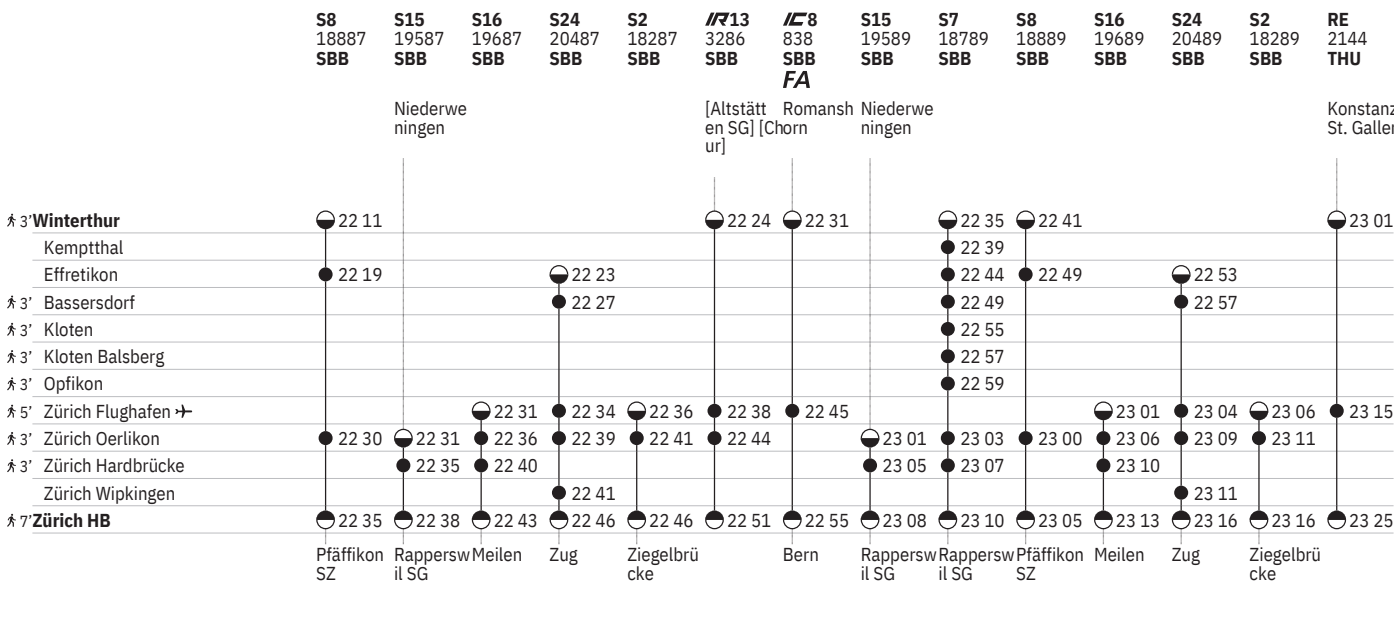 S8 S15 S16 S24 S2 IR13 IC8 S15 S7 S8 S16 S24 S2 RE
18887 19587 19687 20487 18287 3286 838 19589 18789 18889 19689 20489 18289 2144
SBB SBB SBB SBB SBB SBB SBB SBB SBB SBB SBB SBB SBB THU
FA
Niederwe [Altstätt Romansh Niederwe Konstanz
ningen en SG] [Ch orn ningen St. Galle
ur]
3' Winterthur 22 11 22 24 22 31 22 35 22 41 23 01
Kemptthal 22 39
Effretikon 22 19 22 23 22 44 22 49 22 53
3' Bassersdorf 22 27 22 49 22 57
3' Kloten 22 55
3' Kloten Balsberg 22 57
3' Opfikon 22 59
5' Zürich Flughafen 22 31 22 34 22 36 22 38 22 45 23 01 23 04 23 06 23 15
3' Zürich Oerlikon 22 30 22 31 22 36 22 39 22 41 22 44 23 01 23 03 23 00 23 06 23 09 23 11
3' Zürich Hardbrücke 22 35 22 40 23 05 23 07 23 10
Zürich Wipkingen 22 41 23 11
7' Zürich HB 22 35 22 38 22 43 22 46 22 46 22 51 22 55 23 08 23 10 23 05 23 13 23 16 23 16 23 25
Pfäffikon Rappersw Meilen Zug Ziegelbrü Bern Rappersw Rappersw Pfäffikon Meilen Zug Ziegelbrü
SZ il SG cke il SG il SG SZ cke